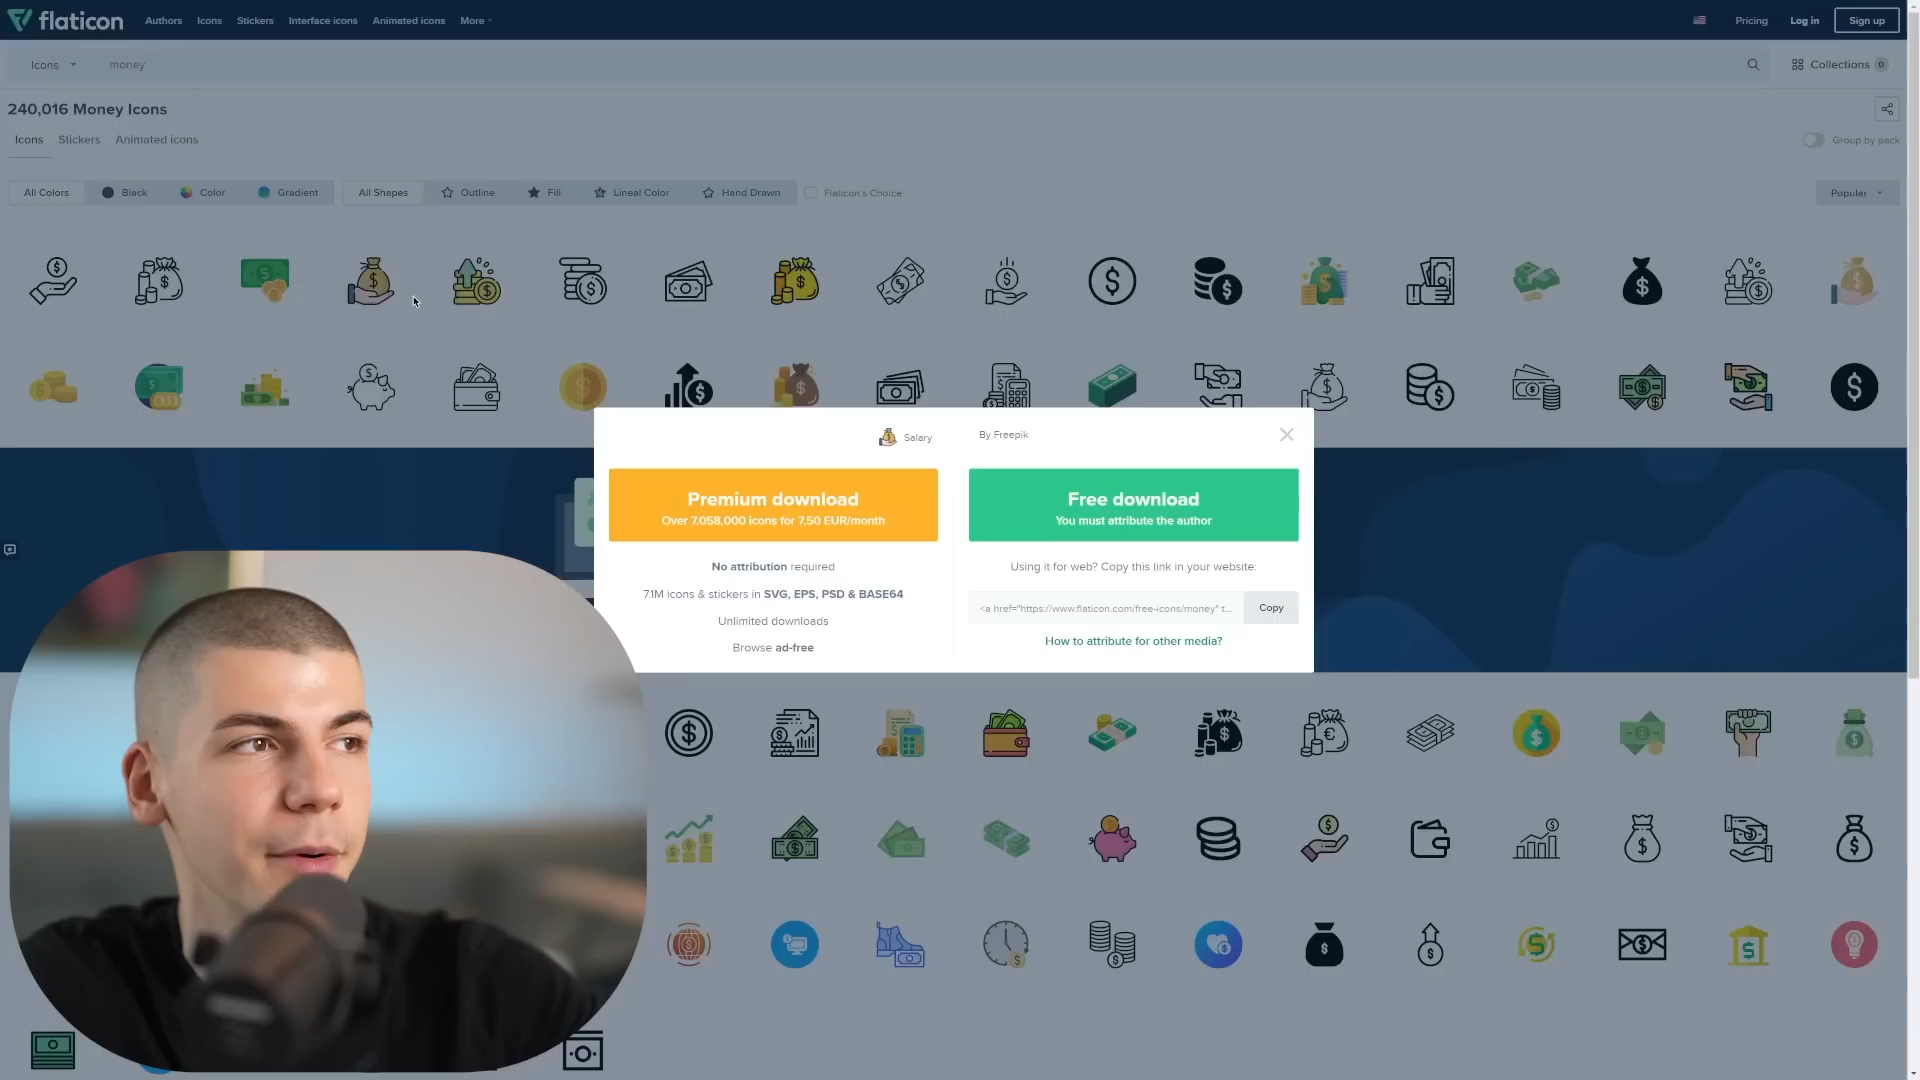 flaticon
Authors Icons Stickers Interface icons Animated icons More
Pricing Log in Sign up
Icons money
Collections 0
240,016 Money Icons
Icons Stickers Animated icons
Group by pack
All Colors Black Color Gradient All Shapes Outline Fill Lineal Color Hand Drawn Flaticon's Choice
Popular
Salary
By Freepik
Premium download
Over 7,058,000 icons for 7.50 EUR/month
No attribution required
7.1M icons & stickers in SVG, EPS, PSD & BASE64
Unlimited downloads
Browse ad-free
Free download
You must attribute the author
Using it for web? Copy this link in your website:
<a href="https://www.flaticon.com/free-icons/money" t...
Copy
How to attribute for other media?